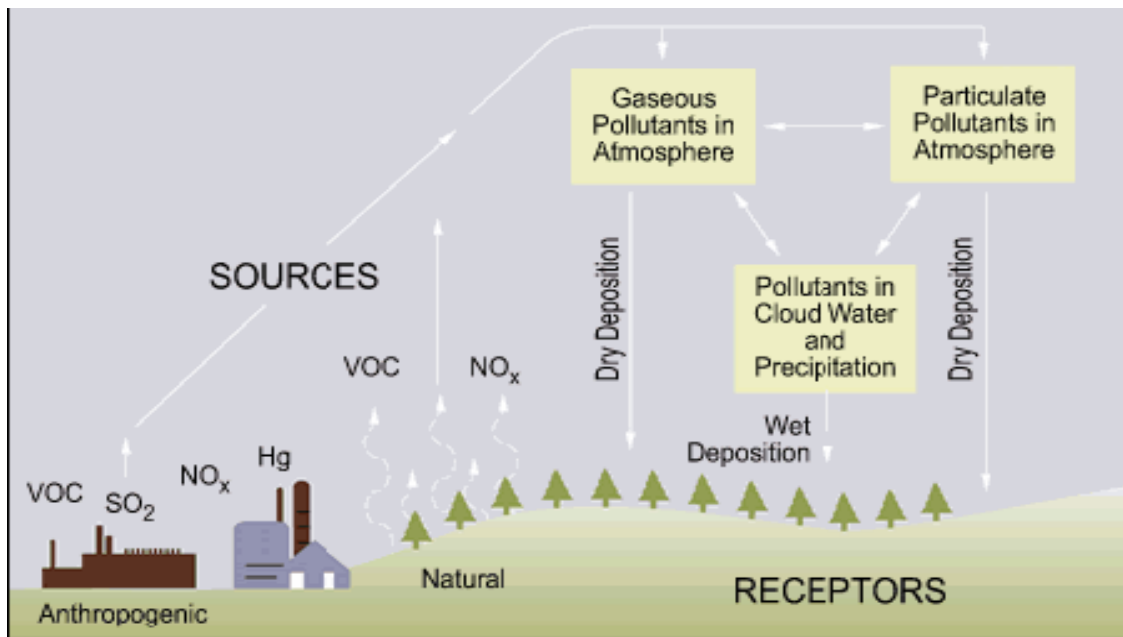 Gaseous
Pollutants in
Atmosphere
Particulate
Pollutants in
Atmosphere
SOURCES
Dry Deposition
Pollutants in
Cloud Water
and
Precipitation
Dry Deposition
VOC
NOx
Wet
Deposition
VOC
SO2
NOx
Hg
Natural
RECEPTORS
Anthropogenic